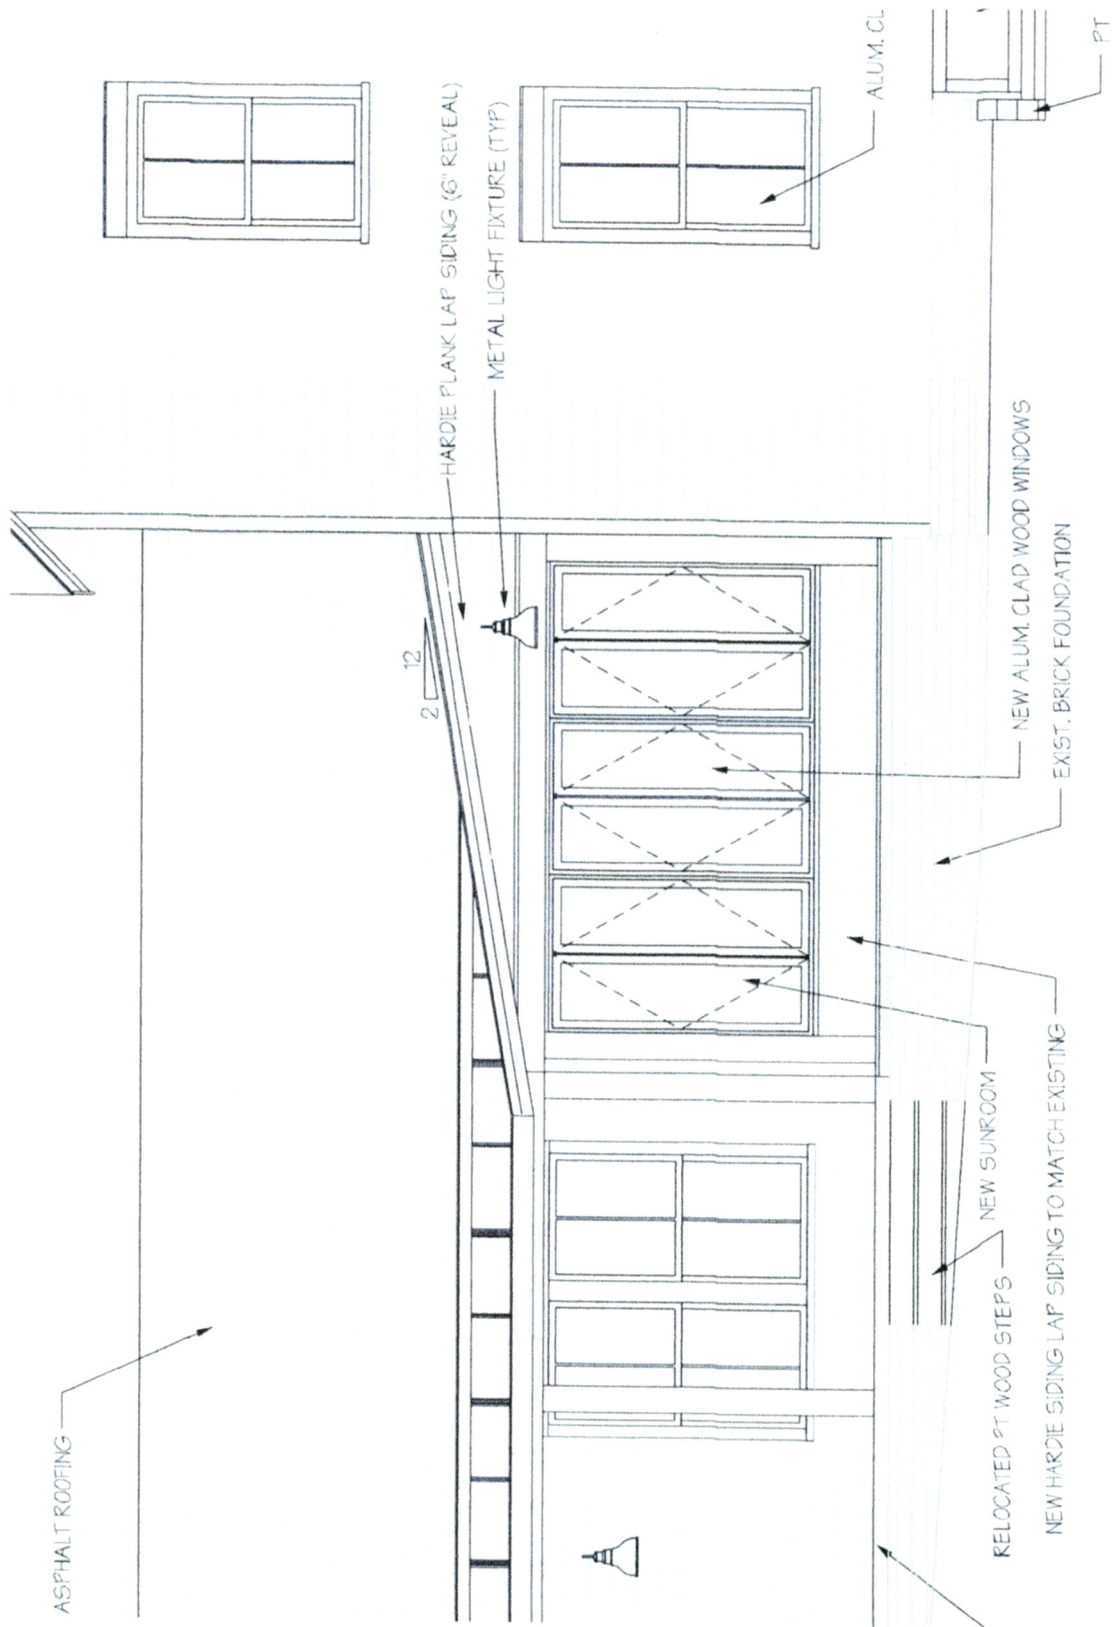 ASPHALT ROOFING
12
2
HARDIE PLANK LAP SIDING (6" REVEAL)
METAL LIGHT FIXTURE (TYP)
ALUM. CL
PT
NEW ALUM. CLAD WOOD WINDOWS
EXIST. BRICK FOUNDATION
NEW SUNROOM
RELOCATED PT WOOD STEPS
NEW HARDIE SIDING LAP SIDING TO MATCH EXISTING